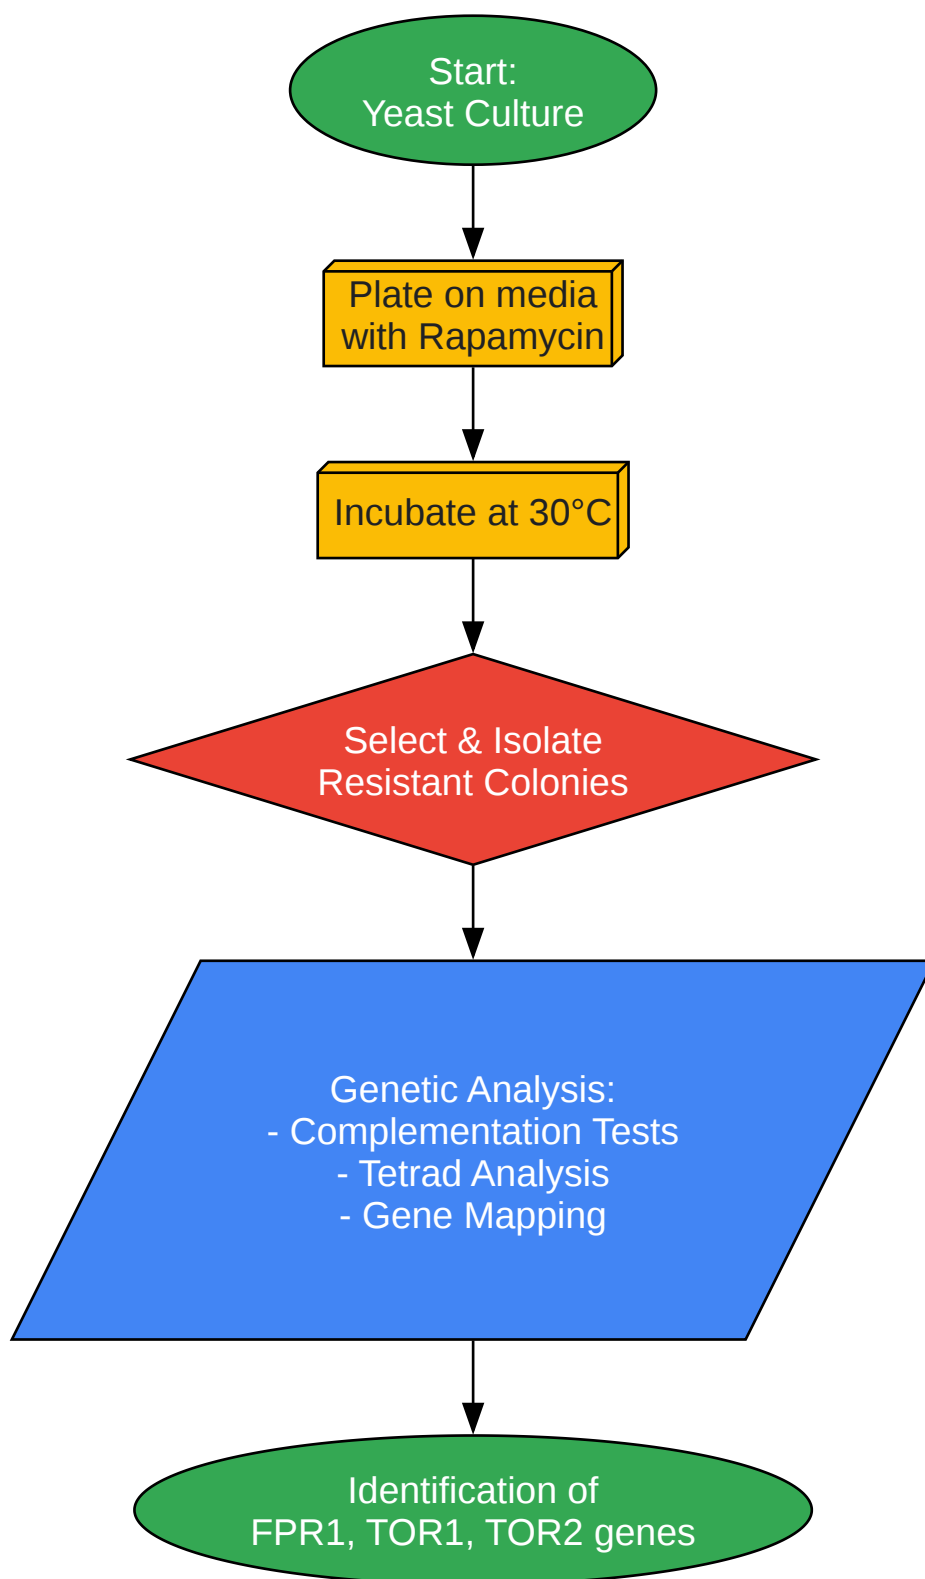 Start:
Yeast Culture
Plate on media
with Rapamycin
Incubate at 30°C
Select & Isolate
Resistant Colonies
Genetic Analysis:
- Complementation Tests
- Tetrad Analysis
- Gene Mapping
Identification of
FPR1, TOR1, TOR2 genes